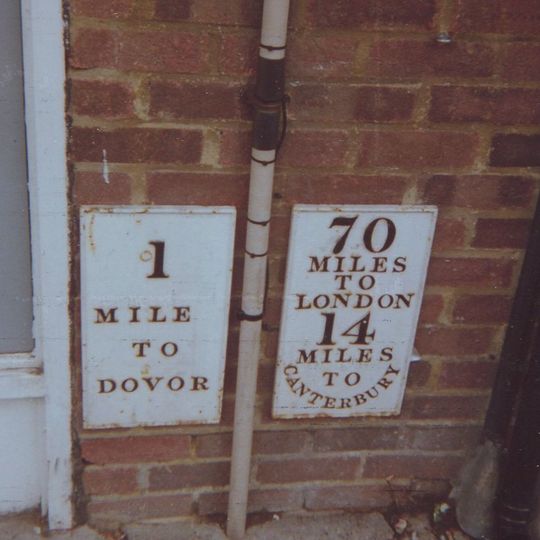 1
MILE
TO
DOVOR
70
MILES
TO
LONDON
14
MILES
TO
CANTERBURY